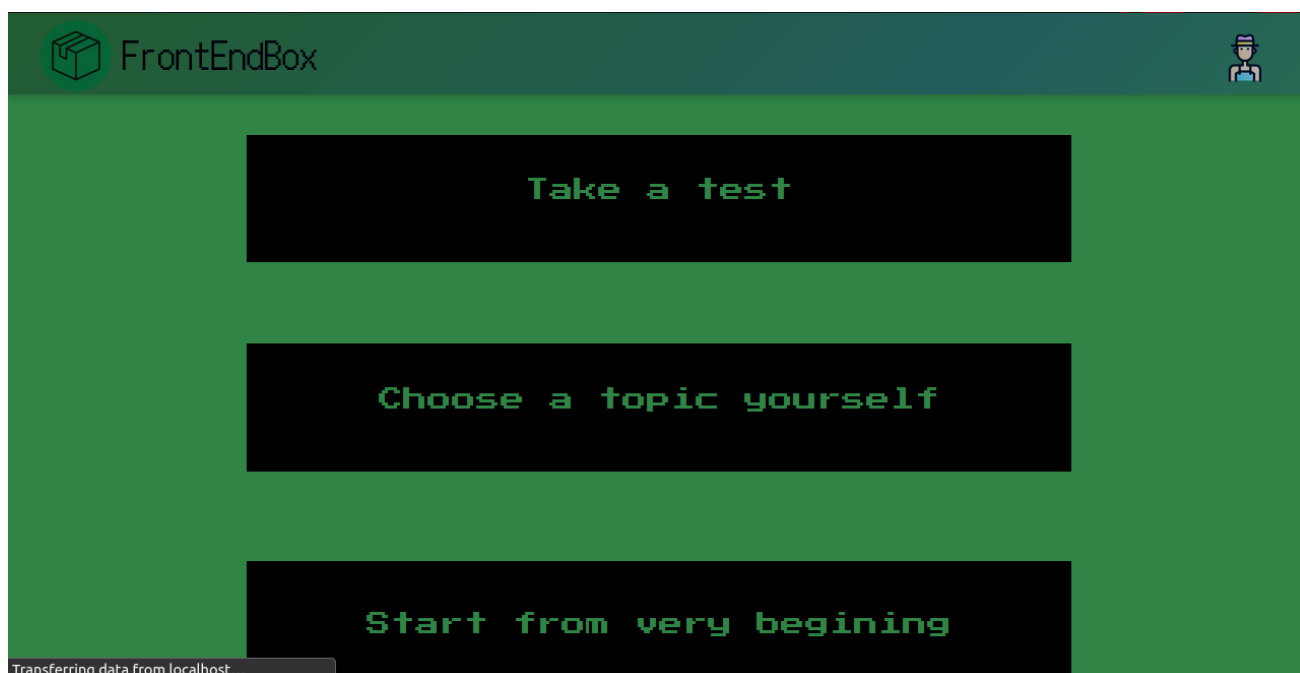 FrontEndBox
Take a test
Choose a topic yourself
Start from very begining
Transferring data from localhost...